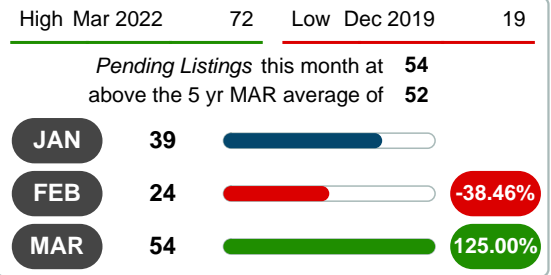 High Mar 2022 72 Low Dec 2019 19
Pending Listings this month at 54
above the 5 yr MAR average of 52
JAN 39
FEB 24 -38.46%
MAR 54 125.00%